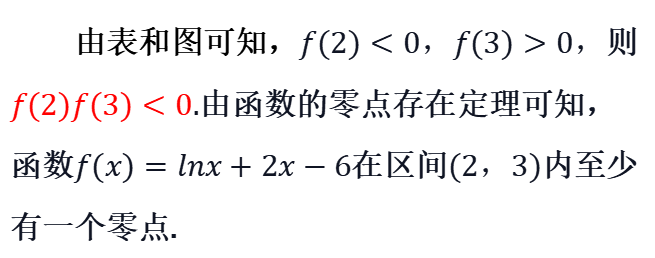 由表和图可知，f(2) < 0，f(3) > 0，则
f(2)f(3) < 0.由函数的零点存在定理可知，
函数f(x) = lnx + 2x − 6在区间(2，3)内至少
有一个零点.